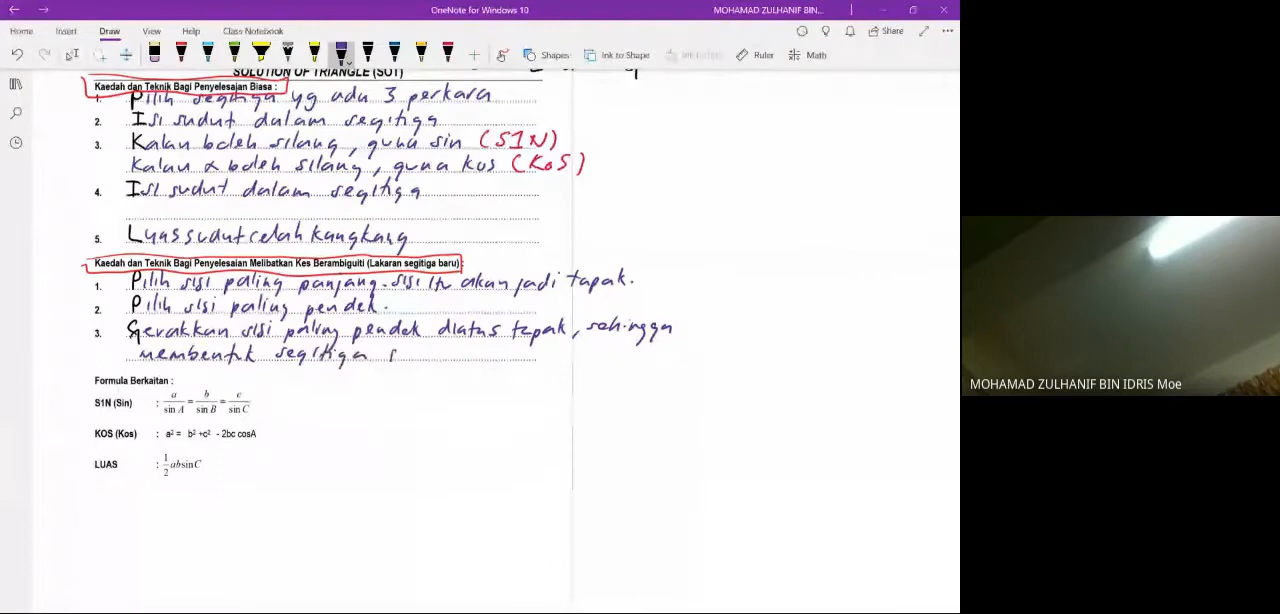 OneNote for Windows 10
MOHAMAD ZULHANIF BIN...
Home Insert Draw View Help Class Notebook
Share
Shapes Ink to Shape Ruler Math
SOLUTION OF TRIANGLE (SOT)
Kaedah dan Teknik Bagi Penyelesaian Biasa :
1. Pilih segitiga yg ada 3 perkara
2. Isi sudut dalam segitiga
3. Kalau boleh silang, guna sin (S1N)
Kalau x boleh silang, guna kos (KOS)
4. Isi sudut dalam segitiga
5. Luas sudut celah kangkang
Kaedah dan Teknik Bagi Penyelesaian Melibatkan Kes Berambiguiti (Lakaran segitiga baru) :
1. Pilih sisi paling panjang. sisi itu akan jadi tapak.
2. Pilih sisi paling pendek.
3. Gerakkan sisi paling pendek diatas tapak, sehingga
membentuk segitiga
Formula Berkaitan :
S1N (Sin) : a/sin A = b/sin B = c/sin C
KOS (Kos) : a² = b² +c² - 2bc cosA
LUAS : 1/2 ab sin C
MOHAMAD ZULHANIF BIN IDRIS Moe